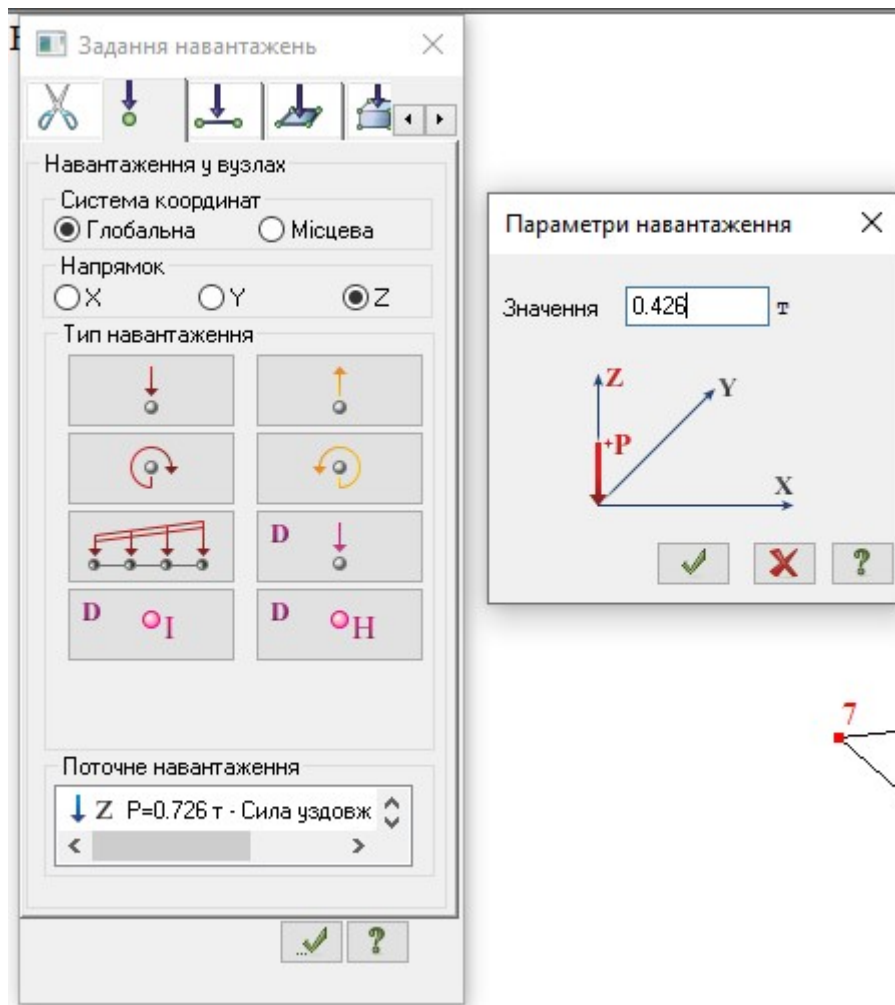 Задання навантажень
Навантаження у вузлах
Система координат
Глобальна Місцева
Напрямок
X Y Z
Тип навантаження
D
D I D H
Поточне навантаження
Z P=0.726 т - Сила уздовж
Параметри навантаження
Значення 0.426 т
Z
Y
+P
X
7